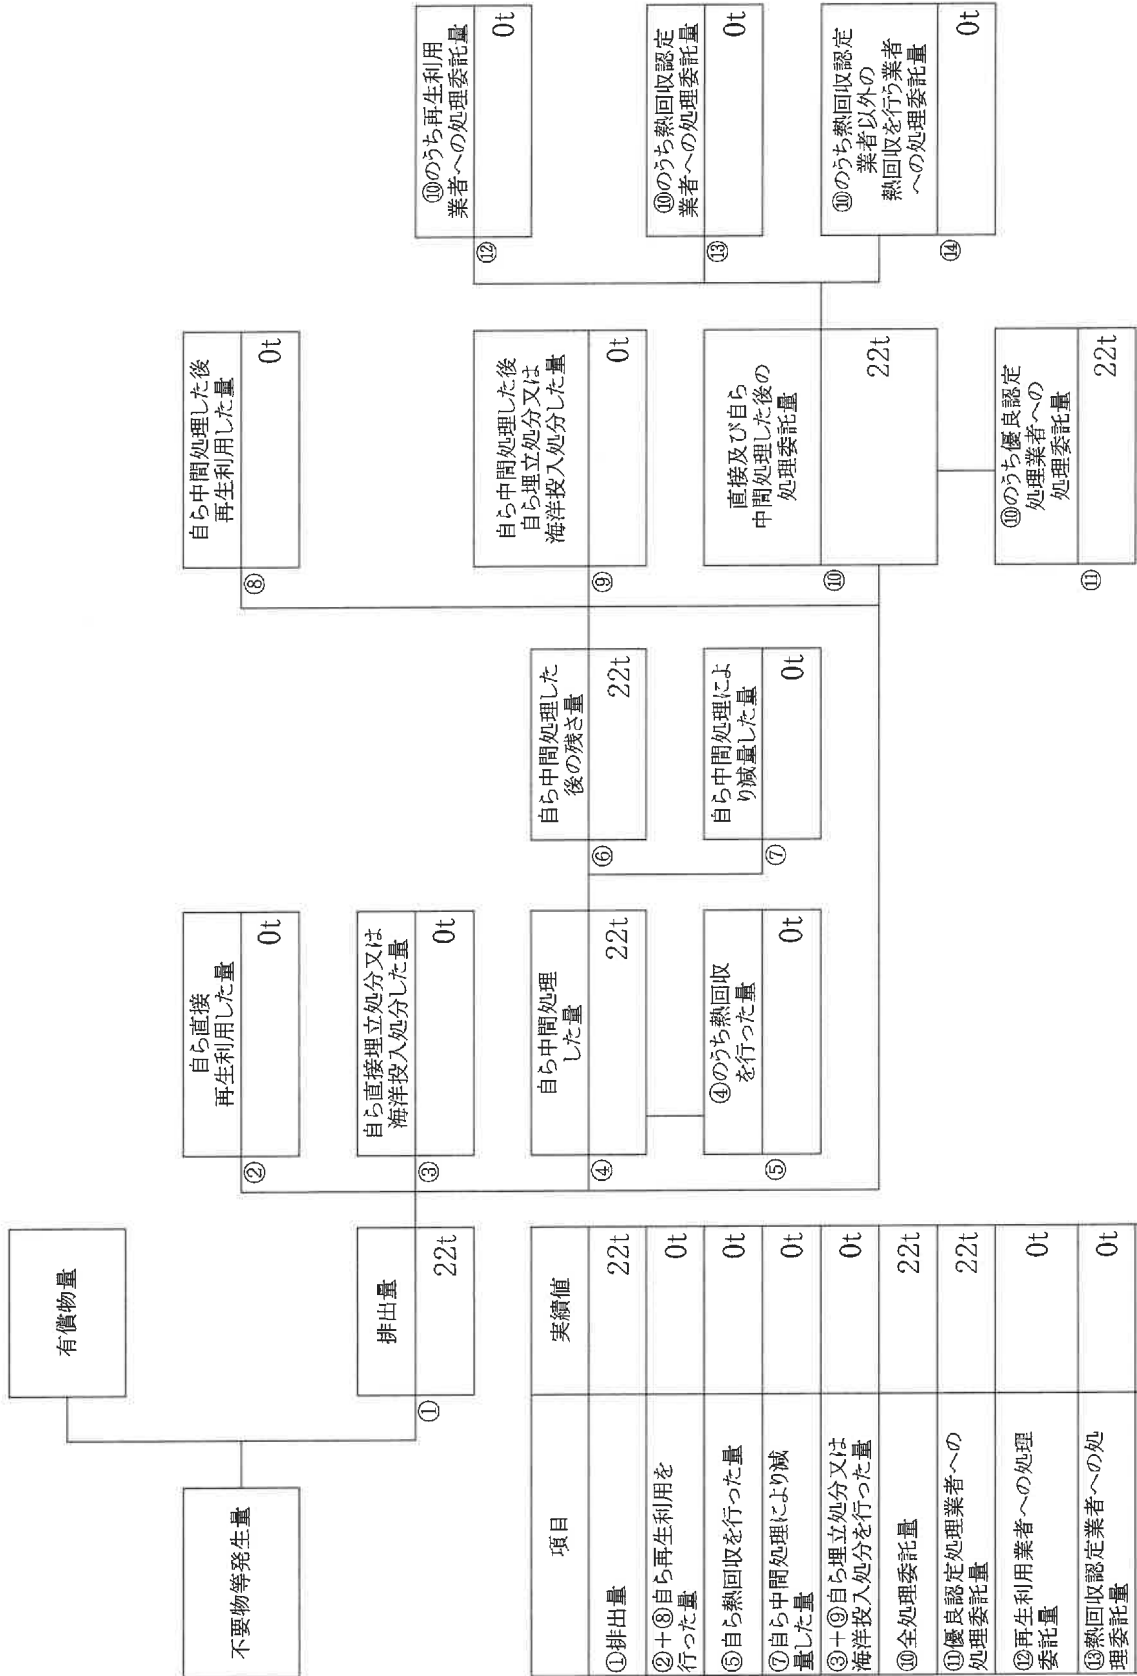 不要物等発生量
有償物量
①
排出量
22t
②
自ら直接
再生利用した量
0t
③
自ら直接埋立処分又は
海洋投入処分した量
0t
④
自ら中間処理
した量
22t
⑤
④のうち熱回収
を行った量
0t
⑥
自ら中間処理した
後の残さ量
22t
⑦
自ら中間処理によ
り減量した量
0t
⑧
自ら中間処理した後
再生利用した量
0t
⑨
自ら中間処理した後
自ら埋立処分又は
海洋投入処分した量
0t
⑩
直接及び自ら
中間処理した後の
処理委託量
22t
⑪
⑩のうち優良認定
処理業者への
処理委託量
22t
⑫
⑩のうち再生利用
業者への処理委託量
0t
⑬
⑩のうち熱回収認定
業者への処理委託量
0t
⑭
⑩のうち熱回収認定
業者以外の
熱回収を行う業者
への処理委託量
0t
項目 実績値
①排出量 22t
②+⑧自ら再生利用を
行った量 0t
⑤自ら熱回収を行った量 0t
⑦自ら中間処理により減
量した量 0t
③+⑨自ら埋立処分又は
海洋投入処分を行った量 0t
⑩全処理委託量 22t
⑪優良認定処理業者への
処理委託量 22t
⑫再生利用業者への処理
委託量 0t
⑬熱回収認定業者への処
理委託量 0t